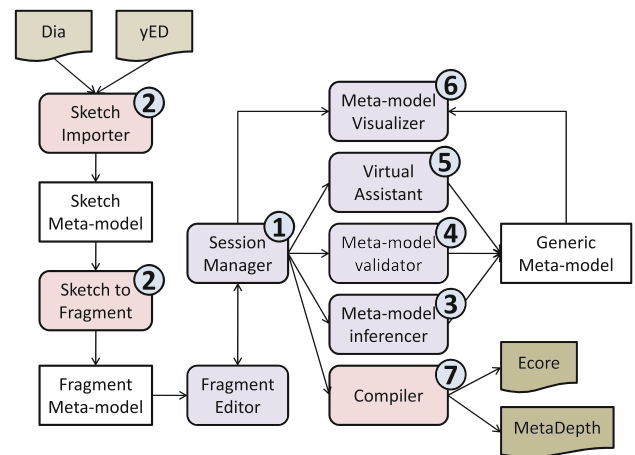 Dia
yED
2
Sketch
Importer
Sketch
Meta-model
2
Sketch to
Fragment
Fragment
Meta-model
Fragment
Editor
1
Session
Manager
6
Meta-model
Visualizer
5
Virtual
Assistant
4
Meta-model
validator
3
Meta-model
inferencer
7
Compiler
Generic
Meta-model
Ecore
MetaDepth